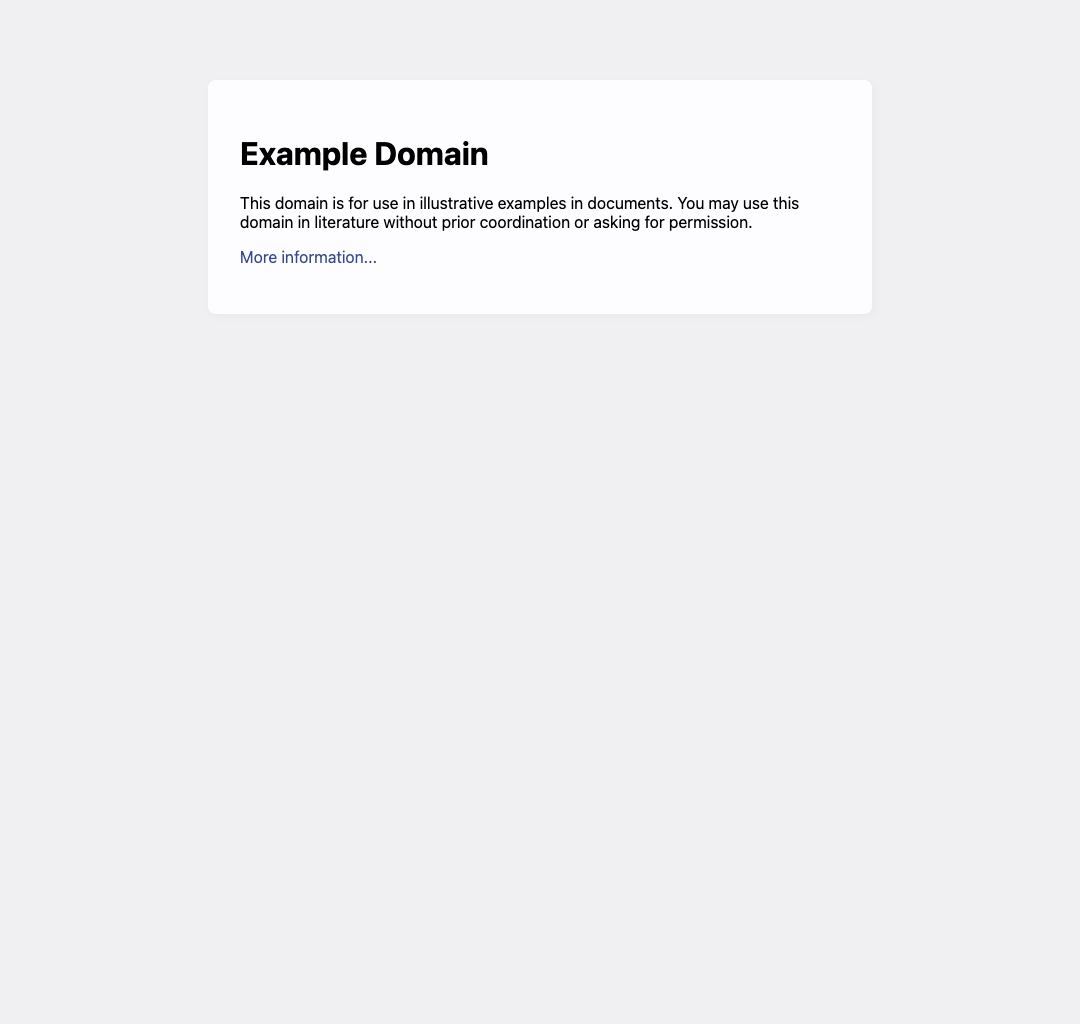 Example Domain
This domain is for use in illustrative examples in documents. You may use this
domain in literature without prior coordination or asking for permission.
More information...